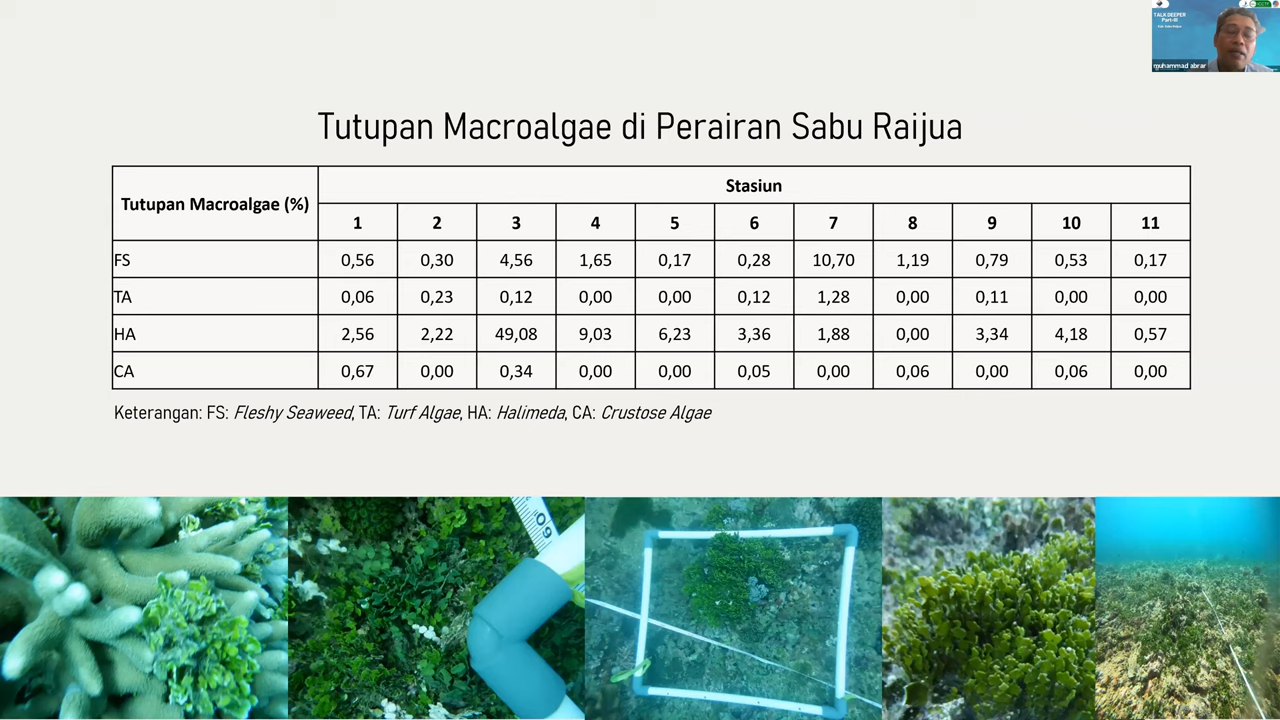 TALK DEEPER
Part-III
muhammad abrar
Tutupan Macroalgae di Perairan Sabu Raijua
Tutupan Macroalgae (%) Stasiun
1 2 3 4 5 6 7 8 9 10 11
FS 0,56 0,30 4,56 1,65 0,17 0,28 10,70 1,19 0,79 0,53 0,17
TA 0,06 0,23 0,12 0,00 0,00 0,12 1,28 0,00 0,11 0,00 0,00
HA 2,56 2,22 49,08 9,03 6,23 3,36 1,88 0,00 3,34 4,18 0,57
CA 0,67 0,00 0,34 0,00 0,00 0,05 0,00 0,06 0,00 0,06 0,00
Keterangan: FS: Fleshy Seaweed, TA: Turf Algae, HA: Halimeda, CA: Crustose Algae
60